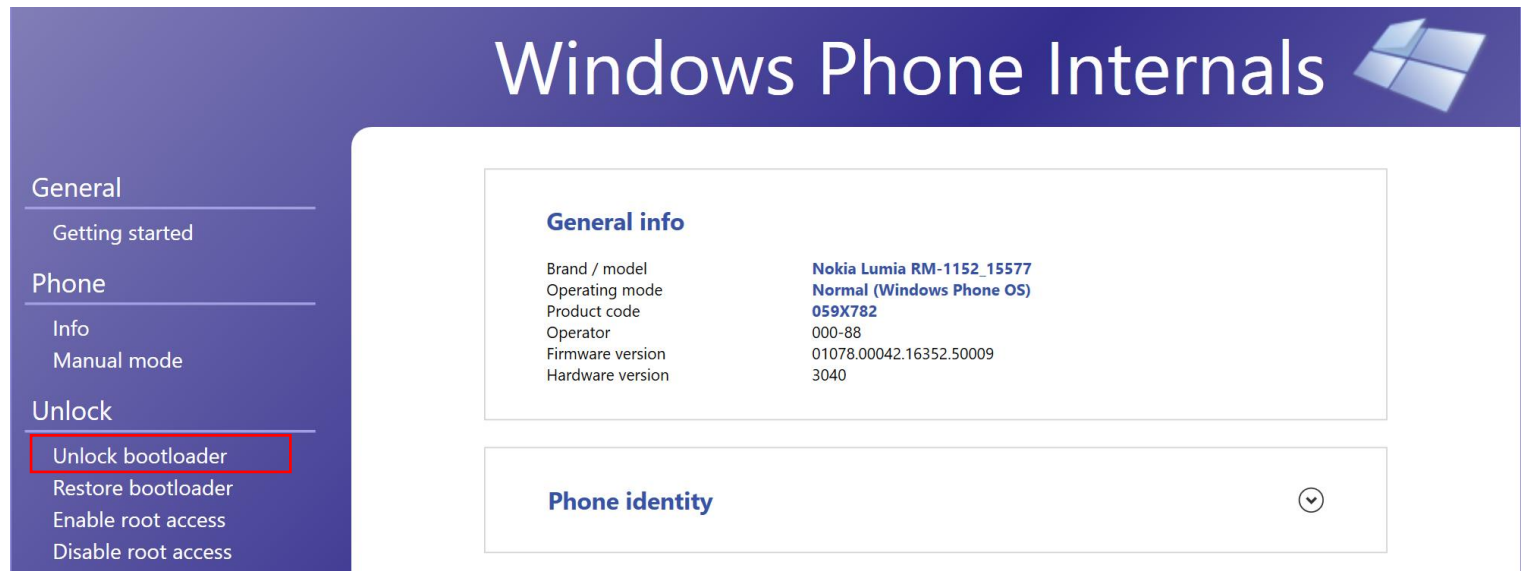 Windows Phone Internals
General
Getting started
Phone
Info
Manual mode
Unlock
Unlock bootloader
Restore bootloader
Enable root access
Disable root access
General info
Brand / model Nokia Lumia RM-1152_15577
Operating mode Normal (Windows Phone OS)
Product code 059X782
Operator 000-88
Firmware version 01078.00042.16352.50009
Hardware version 3040
Phone identity